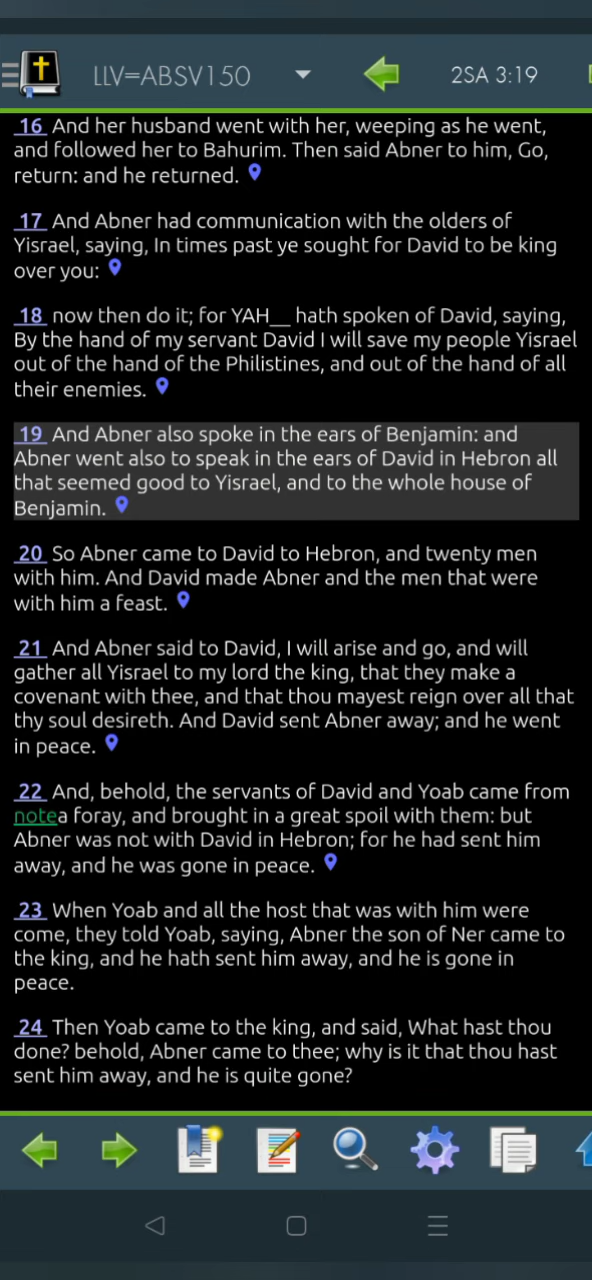 LLV=ABSV150 2SA 3:19
16 And her husband went with her, weeping as he went,
and followed her to Bahurim. Then said Abner to him, Go,
return: and he returned.
17 And Abner had communication with the olders of
Yisrael, saying, In times past ye sought for David to be king
over you:
18 now then do it; for YAH__ hath spoken of David, saying,
By the hand of my servant David I will save my people Yisrael
out of the hand of the Philistines, and out of the hand of all
their enemies.
19 And Abner also spoke in the ears of Benjamin: and
Abner went also to speak in the ears of David in Hebron all
that seemed good to Yisrael, and to the whole house of
Benjamin.
20 So Abner came to David to Hebron, and twenty men
with him. And David made Abner and the men that were
with him a feast.
21 And Abner said to David, I will arise and go, and will
gather all Yisrael to my lord the king, that they make a
covenant with thee, and that thou mayest reign over all that
thy soul desireth. And David sent Abner away; and he went
in peace.
22 And, behold, the servants of David and Yoab came from
notea foray, and brought in a great spoil with them: but
Abner was not with David in Hebron; for he had sent him
away, and he was gone in peace.
23 When Yoab and all the host that was with him were
come, they told Yoab, saying, Abner the son of Ner came to
the king, and he hath sent him away, and he is gone in
peace.
24 Then Yoab came to the king, and said, What hast thou
done? behold, Abner came to thee; why is it that thou hast
sent him away, and he is quite gone?